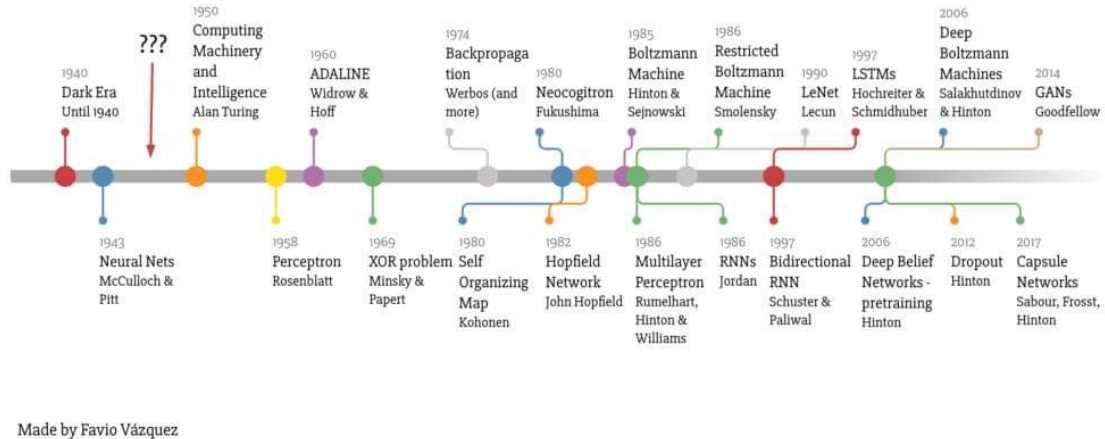 ???
1940
Dark Era
Until 1940
1950
Computing
Machinery
and
Intelligence
Alan Turing
1960
ADALINE
Widrow &
Hoff
1974
Backpropaga
tion
Werbos (and
more)
1980
Neocogitron
Fukushima
1985
Boltzmann
Machine
Hinton &
Sejnowski
1986
Restricted
Boltzmann
Machine
Smolensky
1990
LeNet
Lecun
1997
LSTMs
Hochreiter &
Schmidhuber
2006
Deep
Boltzmann
Machines
Salakhutdinov
& Hinton
2014
GANs
Goodfellow
1943
Neural Nets
McCulloch &
Pitt
1958
Perceptron
Rosenblatt
1969
XOR problem
Minsky &
Papert
1980
Self
Organizing
Map
Kohonen
1982
Hopfield
Network
John Hopfield
1986
Multilayer
Perceptron
Rumelhart,
Hinton &
Williams
1986
RNNs
Jordan
1997
Bidirectional
RNN
Schuster &
Paliwal
2006
Deep Belief
Networks -
pretraining
Hinton
2012
Dropout
Hinton
2017
Capsule
Networks
Sabour, Frosst,
Hinton
Made by Favio Vázquez